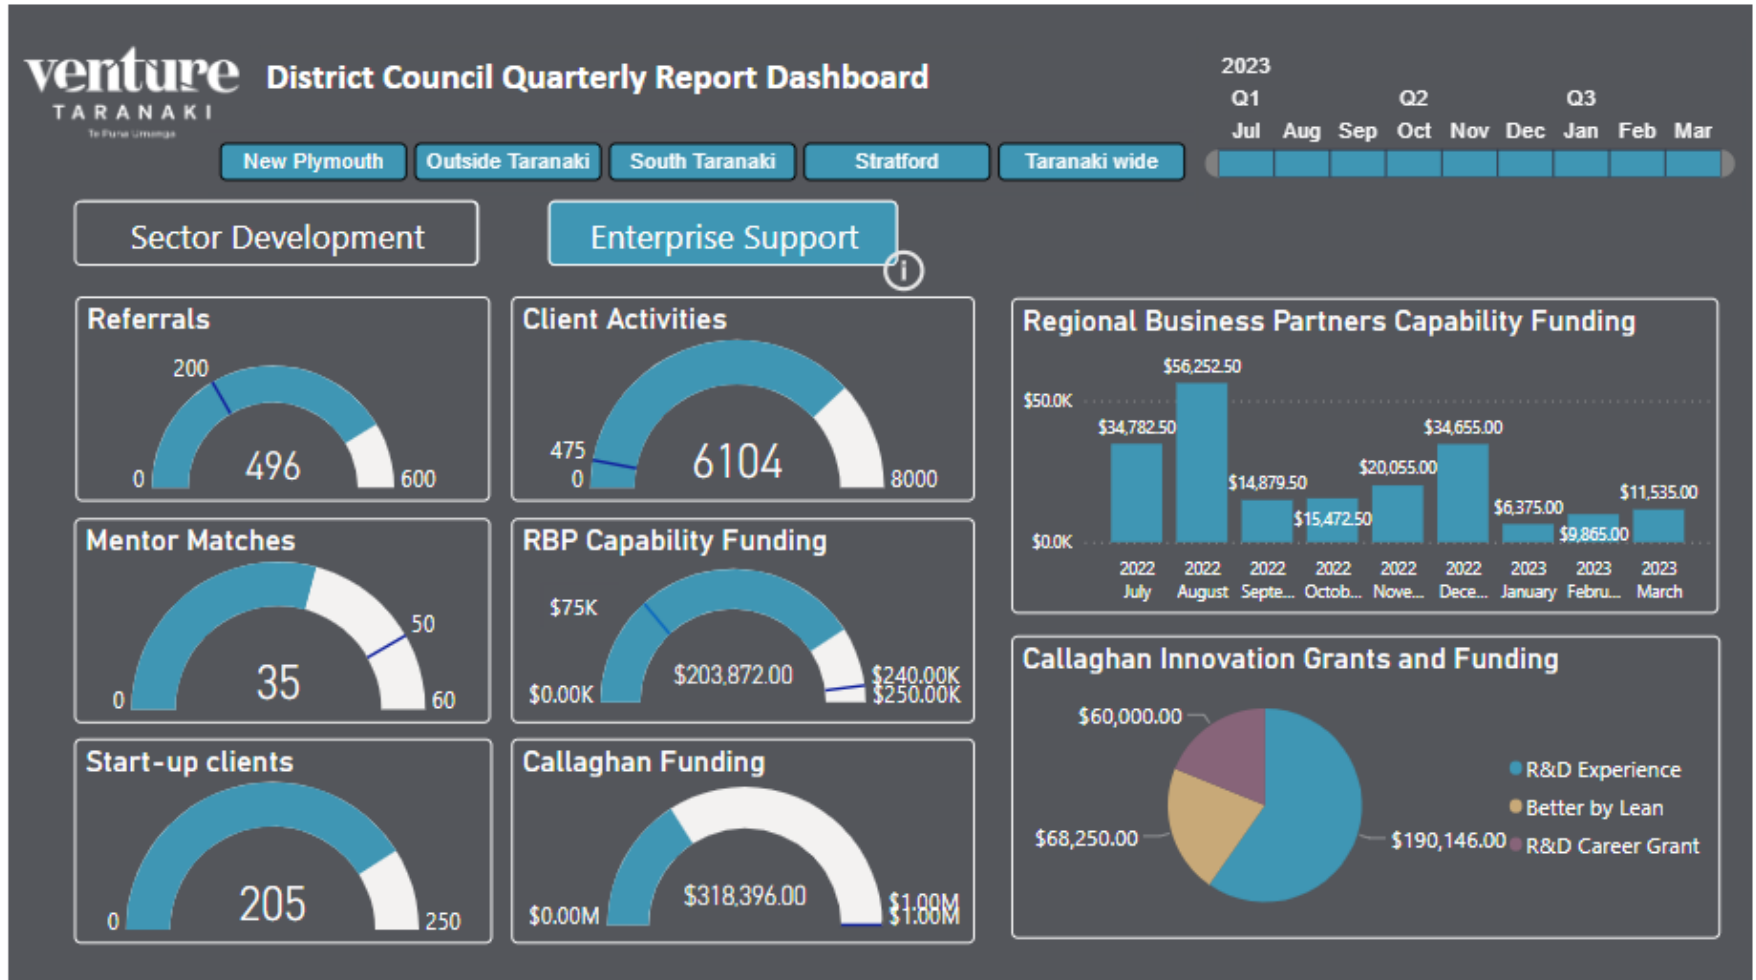 venture
TARANAKI
Te Puna Umanga
District Council Quarterly Report Dashboard
2023
Q1 Q2 Q3
Jul Aug Sep Oct Nov Dec Jan Feb Mar
New Plymouth Outside Taranaki South Taranaki Stratford Taranaki wide
Sector Development Enterprise Support
i
Referrals
200
0 496 600
Client Activities
475
0 6104 8000
Mentor Matches
50
0 35 60
RBP Capability Funding
$75K
$203,872.00 $240.00K
$0.00K $250.00K
Start-up clients
0 205 250
Callaghan Funding
$318,396.00 $1.00M
$0.00M $1.00M
Regional Business Partners Capability Funding
$56,252.50
$50.0K
$34,782.50 $34,655.00
$20,055.00
$14,879.50 $11,535.00
$6,375.00
$15,472.50 $9,865.00
$0.0K
2022 2022 2022 2022 2022 2022 2023 2023 2023
July August Septe... Octob... Nove... Dece... January Febru... March
Callaghan Innovation Grants and Funding
$60,000.00
R&D Experience
Better by Lean
$68,250.00 $190,146.00 R&D Career Grant